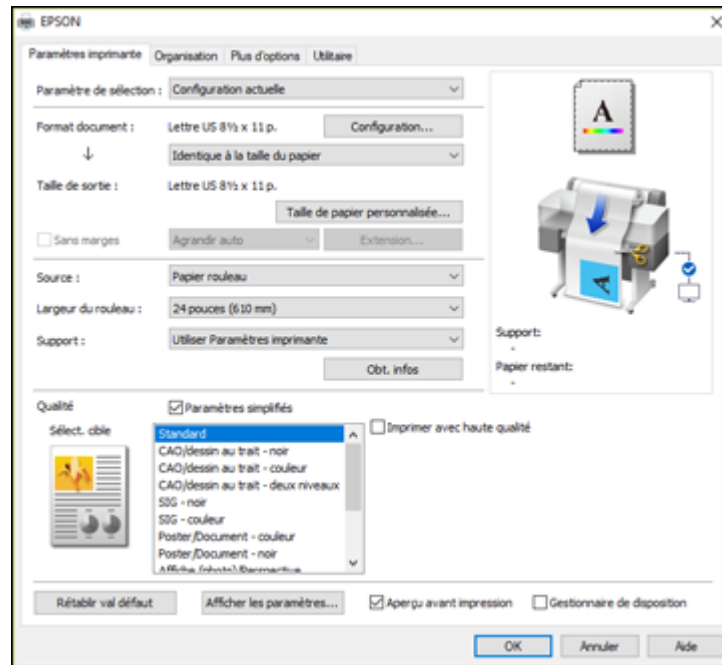 EPSON
Paramètres imprimante Organisation Plus d'options Utilitaire
Paramètre de sélection : Configuration actuelle
Format document : Lettre US 8½ x 11 p. Configuration...
↓ Identique à la taille du papier
Taille de sortie : Lettre US 8½ x 11 p.
Taille de papier personnalisée...
Sans marges Agrandir auto Extension...
Source : Papier rouleau
Largeur du rouleau : 24 pouces (610 mm)
Support : Utiliser Paramètres imprimante
Obt. infos
A
A
Support:
-
Papier restant:
-
Qualité Paramètres simplifiés
Sélect. cible
Standard
CAO/dessin au trait - noir
CAO/dessin au trait - couleur
CAO/dessin au trait - deux niveaux
SIG - noir
SIG - couleur
Poster/Document - couleur
Poster/Document - noir
Affiche (photo)/Perspective
Imprimer avec haute qualité
Rétablir val défaut Afficher les paramètres... Aperçu avant impression Gestionnaire de disposition
OK Annuler Aide